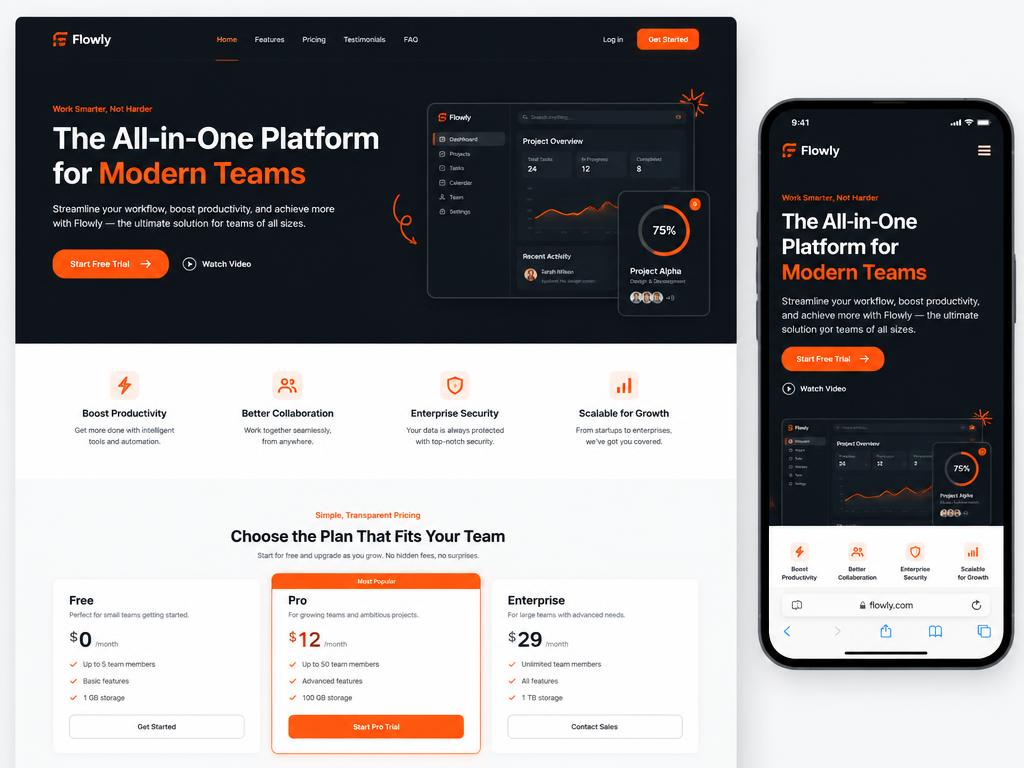 Flowly
Home
Features
Pricing
Testimonials
FAQ
Log in
Get Started
Work Smarter, Not Harder
The All-in-One Platform
for Modern Teams
Streamline your workflow, boost productivity, and achieve more
with Flowly — the ultimate solution for teams of all sizes.
Start Free Trial
Watch Video
Flowly
Dashboard
Projects
Tasks
Calendar
Team
Settings
Search anything...
Project Overview
Total Tasks
24
In Progress
12
Completed
8
Recent Activity
75%
Project Alpha
Design & Development
Boost Productivity
Get more done with intelligent
tools and automation.
Better Collaboration
Work together seamlessly,
from anywhere.
Enterprise Security
Your data is always protected
with top-notch security.
Scalable for Growth
From startups to enterprises,
we've got you covered.
Simple, Transparent Pricing
Choose the Plan That Fits Your Team
Start for free and upgrade as you grow. No hidden fees, no surprises.
Free
Perfect for small teams getting started.
$0 /month
Up to 5 team members
Basic features
1 GB storage
Get Started
Most Popular
Pro
For growing teams and ambitious projects.
$12 /month
Up to 50 team members
Advanced features
100 GB storage
Start Pro Trial
Enterprise
For large teams with advanced needs.
$29 /month
Unlimited team members
All features
1 TB storage
Contact Sales
9:41
Flowly
Work Smarter, Not Harder
The All-in-One
Platform for
Modern Teams
Streamline your workflow, boost productivity,
and achieve more with Flowly — the ultimate
solution ɡor teams of all sizes.
Start Free Trial
Watch Video
Flowly
Project Overview
24
12
75%
Project Alpha
Boost
Productivity
Better
Collaboration
Enterprise
Security
Scalable
for Growth
flowly.com